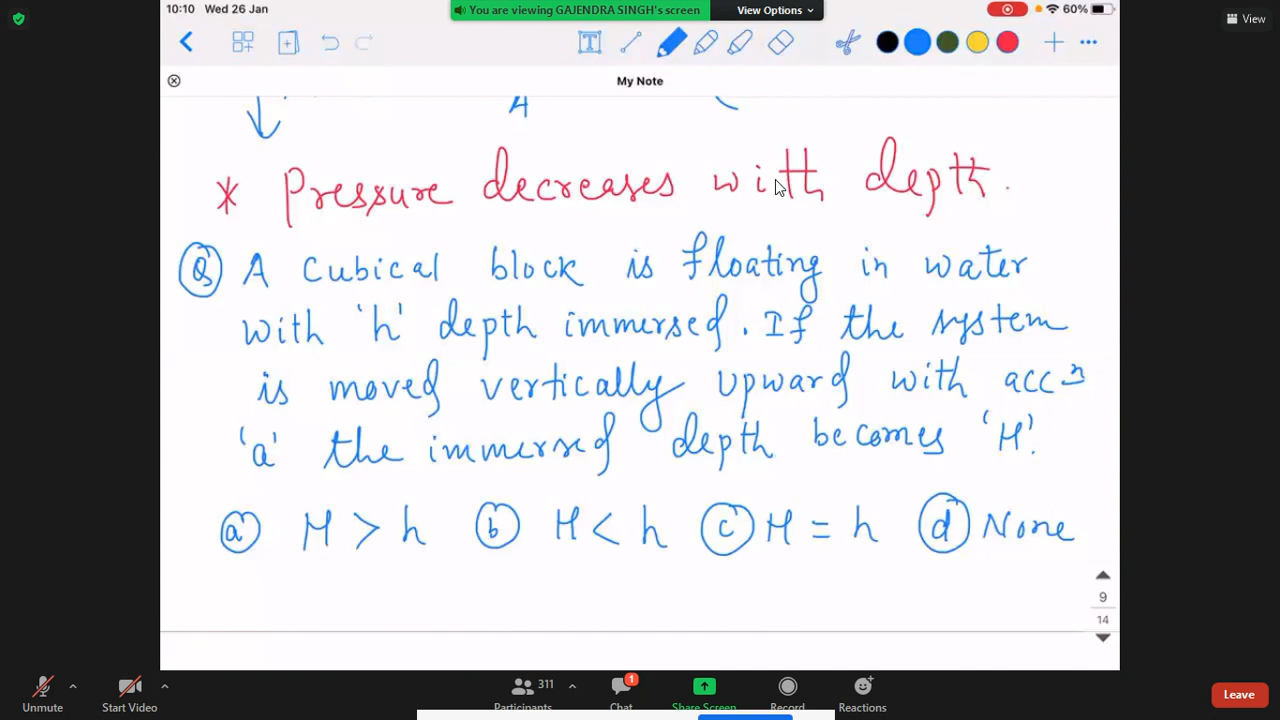 10:10 Wed 26 Jan
You are viewing GAJENDRA SINGH's screen
View Options
60%
View
My Note
* Pressure decreases with depth.
Q A cubical block is floating in water
with 'h' depth immersed. If the system
is moved vertically upward with accⁿ
'a' the immersed depth becomes 'H'.
a H > h b H < h c H = h d None
9
14
Unmute
Start Video
311
Participants
1
Chat
Share Screen
Record
Reactions
Leave